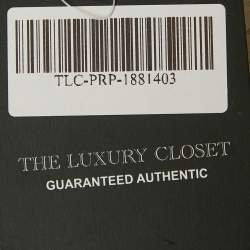 TLC-PRP-1881403
THE LUXURY CLOSET
GUARANTEED AUTHENTIC